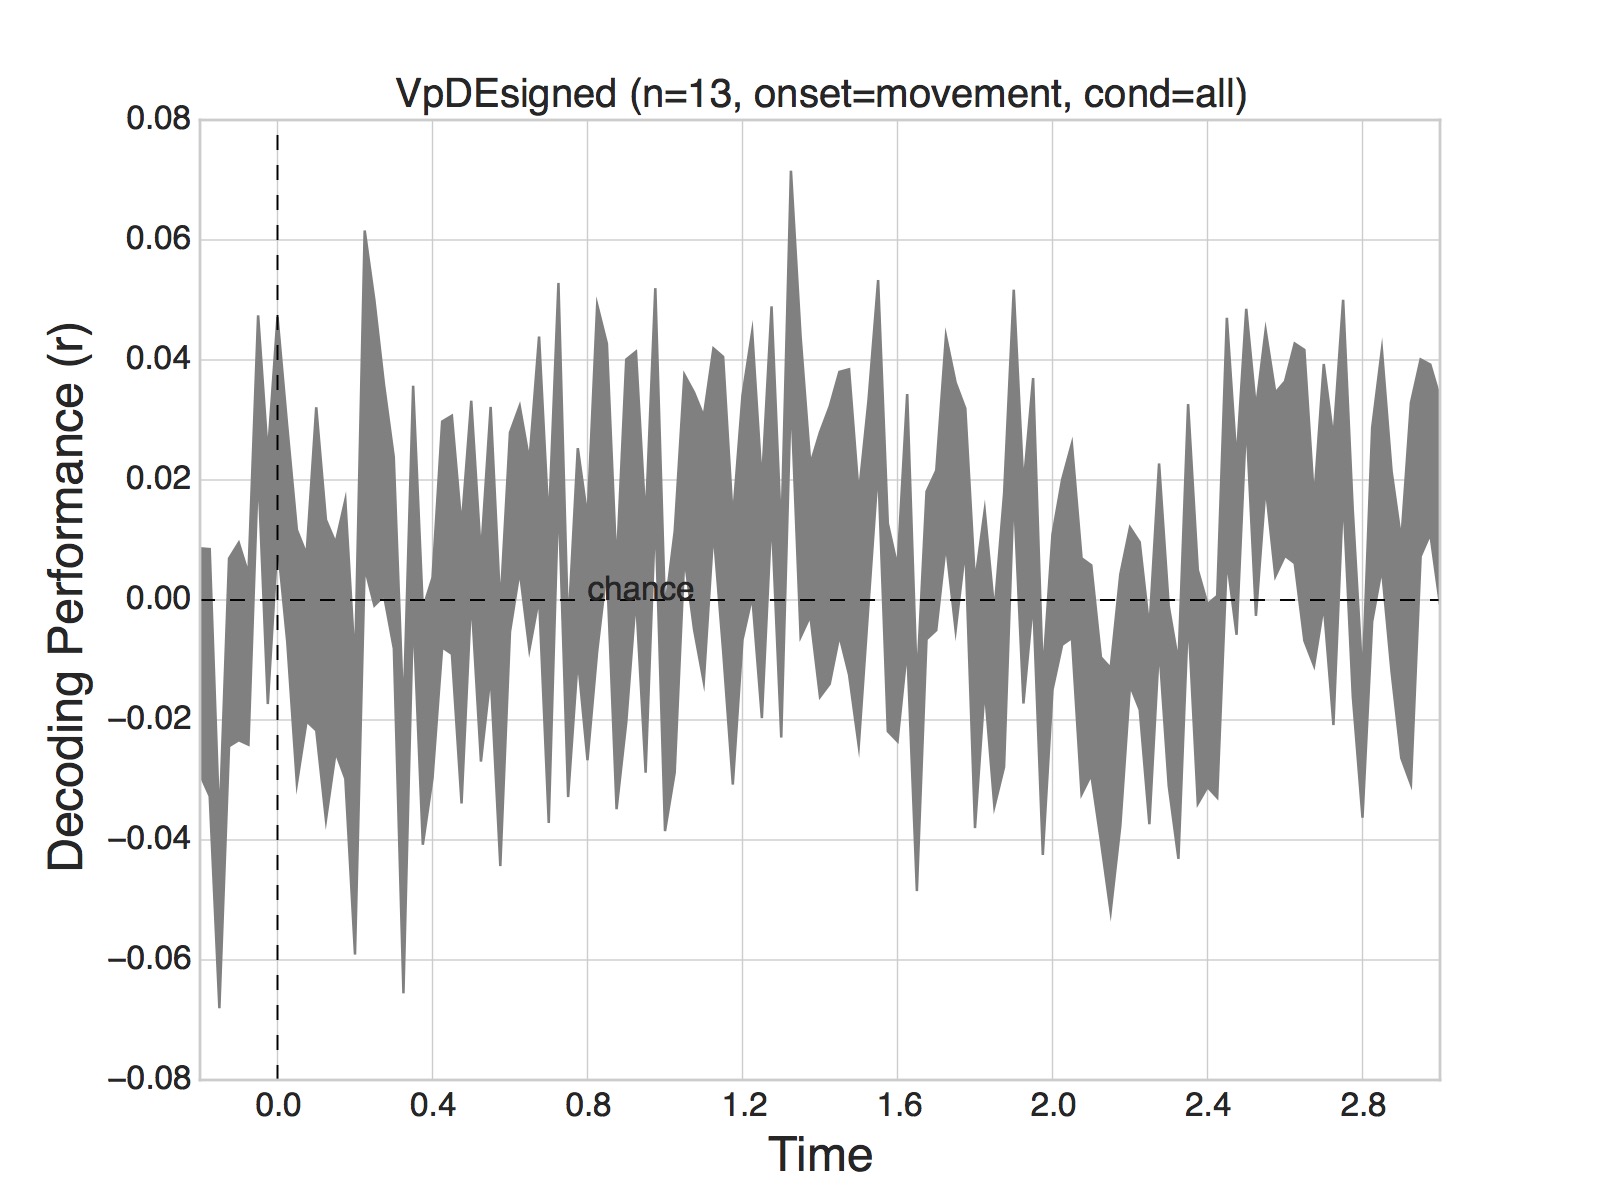 VpDEsigned (n=13, onset=movement, cond=all)
0.08
0.06
0.04
0.02
0.00
−0.02
−0.04
−0.06
−0.08
Decoding Performance (r)
chance
0.0 0.4 0.8 1.2 1.6 2.0 2.4 2.8
Time